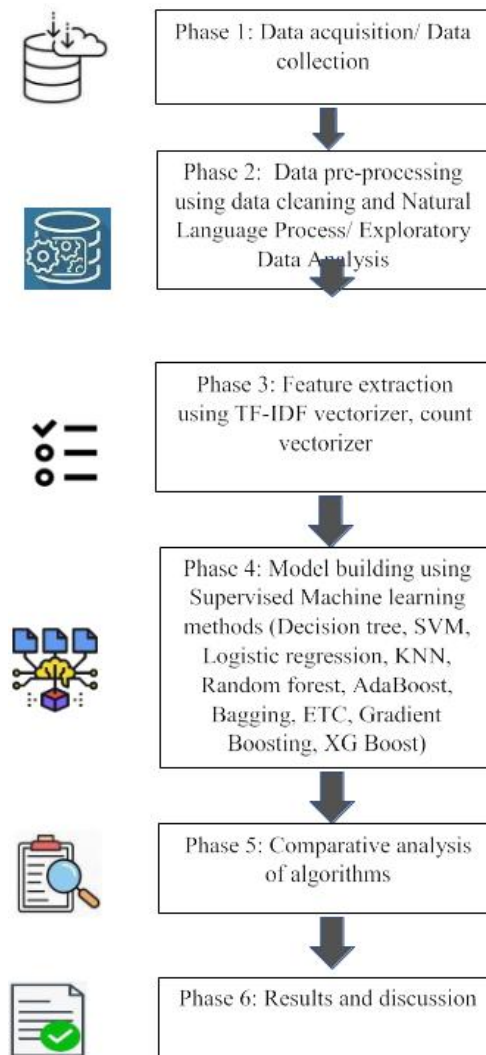 Phase 1: Data acquisition/ Data
collection
Phase 2: Data pre-processing
using data cleaning and Natural
Language Process/ Exploratory
Data Analysis
Phase 3: Feature extraction
using TF-IDF vectorizer, count
vectorizer
Phase 4: Model building using
Supervised Machine learning
methods (Decision tree, SVM,
Logistic regression, KNN,
Random forest, AdaBoost,
Bagging, ETC, Gradient
Boosting, XG Boost)
Phase 5: Comparative analysis
of algorithms
Phase 6: Results and discussion